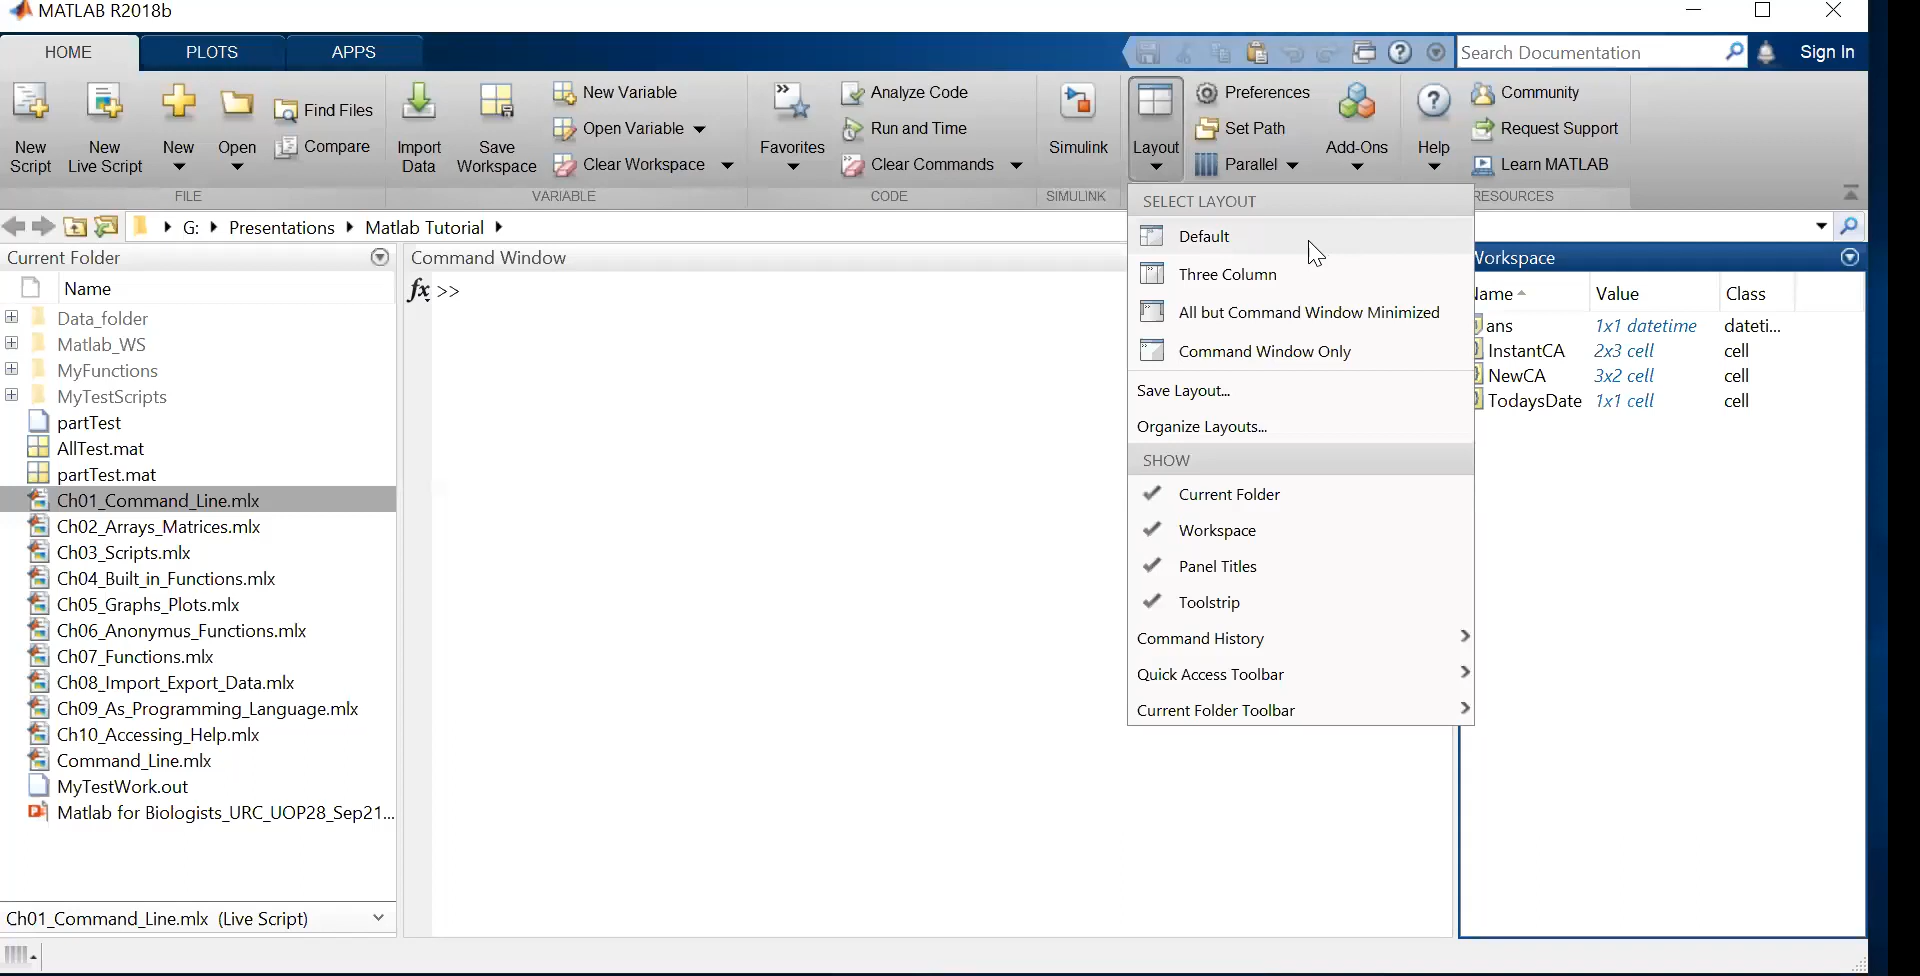 MATLAB R2018b
HOME
PLOTS
APPS
Search Documentation
Sign In
New Script
New Live Script
New
Open
Find Files
Compare
FILE
Import Data
Save Workspace
New Variable
Open Variable
Clear Workspace
VARIABLE
Favorites
Analyze Code
Run and Time
Clear Commands
CODE
Simulink
SIMULINK
Layout
Preferences
Set Path
Parallel
Add-Ons
Help
Community
Request Support
Learn MATLAB
RESOURCES
G: Presentations Matlab Tutorial
Current Folder
Name
Data_folder
Matlab_WS
MyFunctions
MyTestScripts
partTest
AllTest.mat
partTest.mat
Ch01_Command_Line.mlx
Ch02_Arrays_Matrices.mlx
Ch03_Scripts.mlx
Ch04_Built_in_Functions.mlx
Ch05_Graphs_Plots.mlx
Ch06_Anonymus_Functions.mlx
Ch07_Functions.mlx
Ch08_Import_Export_Data.mlx
Ch09_As_Programming_Language.mlx
Ch10_Accessing_Help.mlx
Command_Line.mlx
MyTestWork.out
Matlab for Biologists_URC_UOP28_Sep21...
Ch01_Command_Line.mlx (Live Script)
Command Window
fx >>
SELECT LAYOUT
Default
Three Column
All but Command Window Minimized
Command Window Only
Save Layout...
Organize Layouts...
SHOW
Current Folder
Workspace
Panel Titles
Toolstrip
Command History
Quick Access Toolbar
Current Folder Toolbar
Workspace
Name Value Class
ans 1x1 datetime dateti...
InstantCA 2x3 cell cell
NewCA 3x2 cell cell
TodaysDate 1x1 cell cell